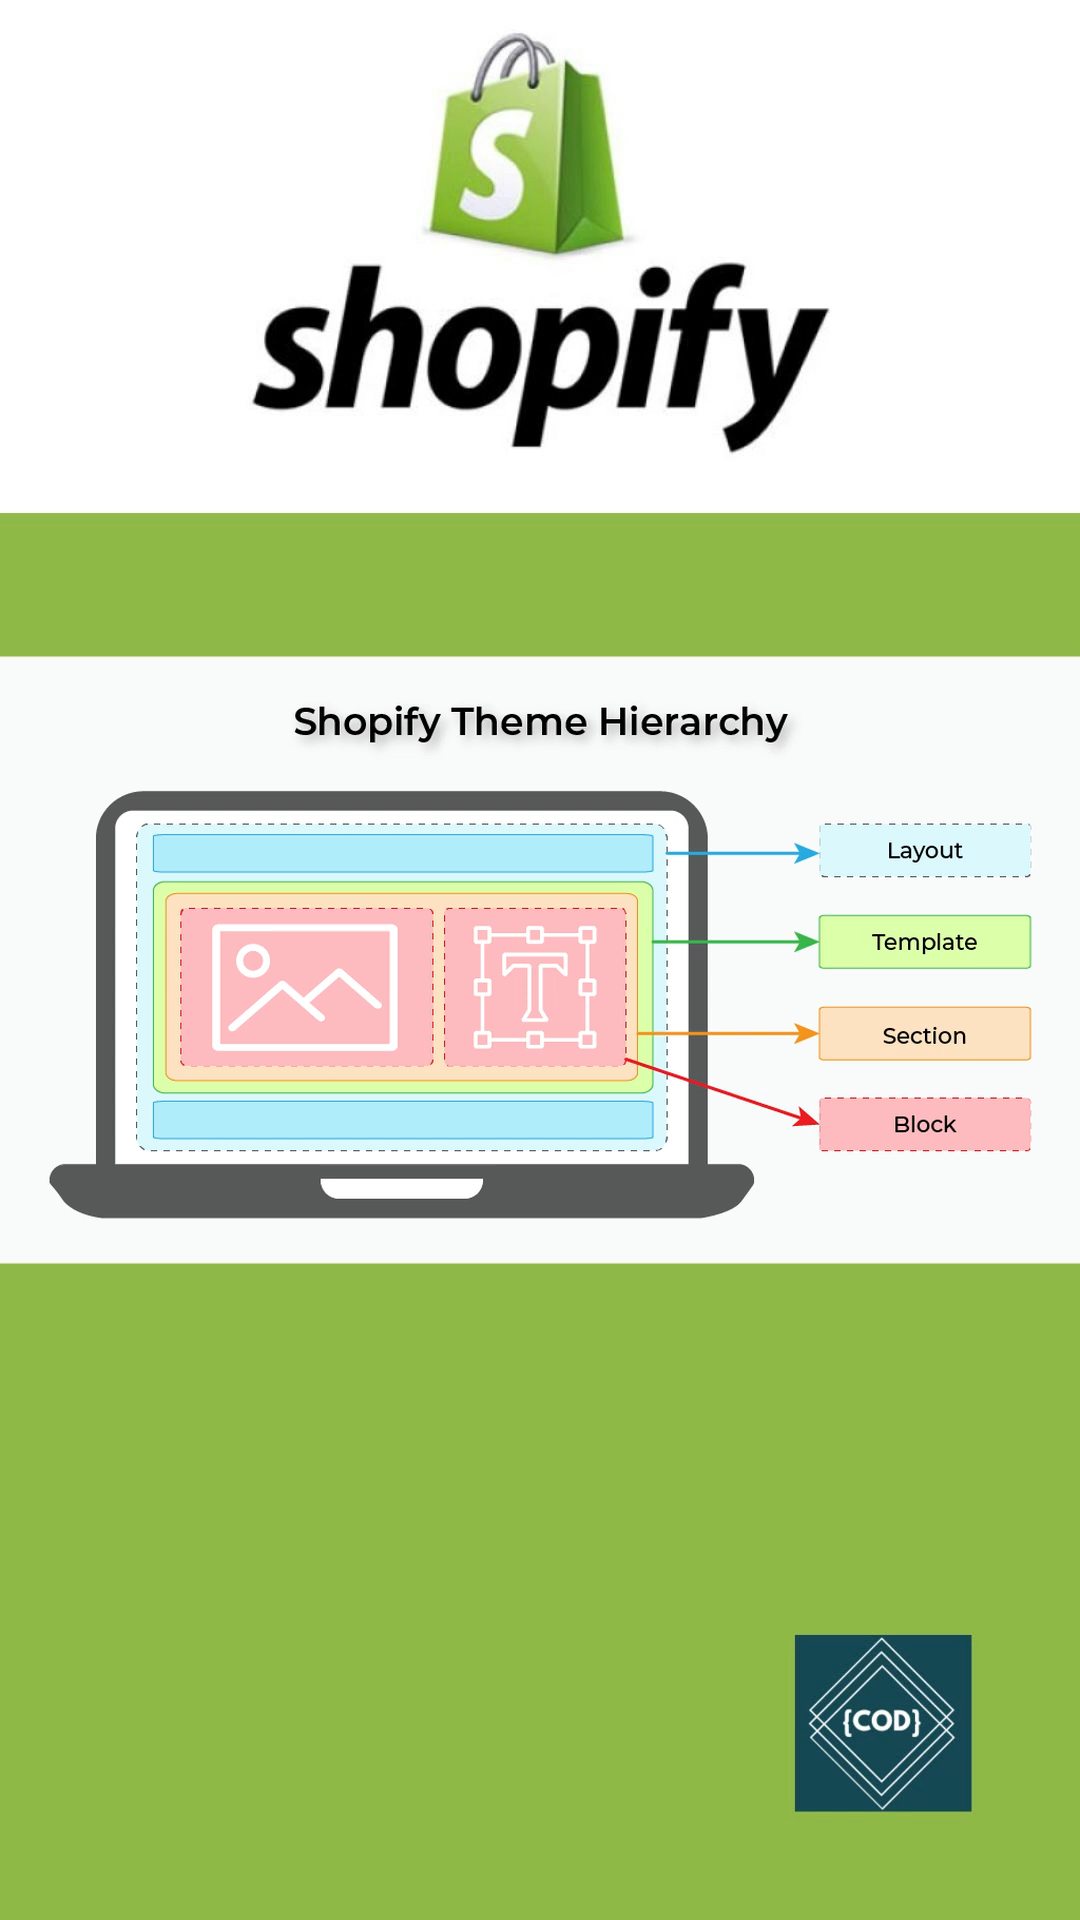 S
shopify
Shopify Theme Hierarchy
Layout
Template
T
Section
Block
{COD}